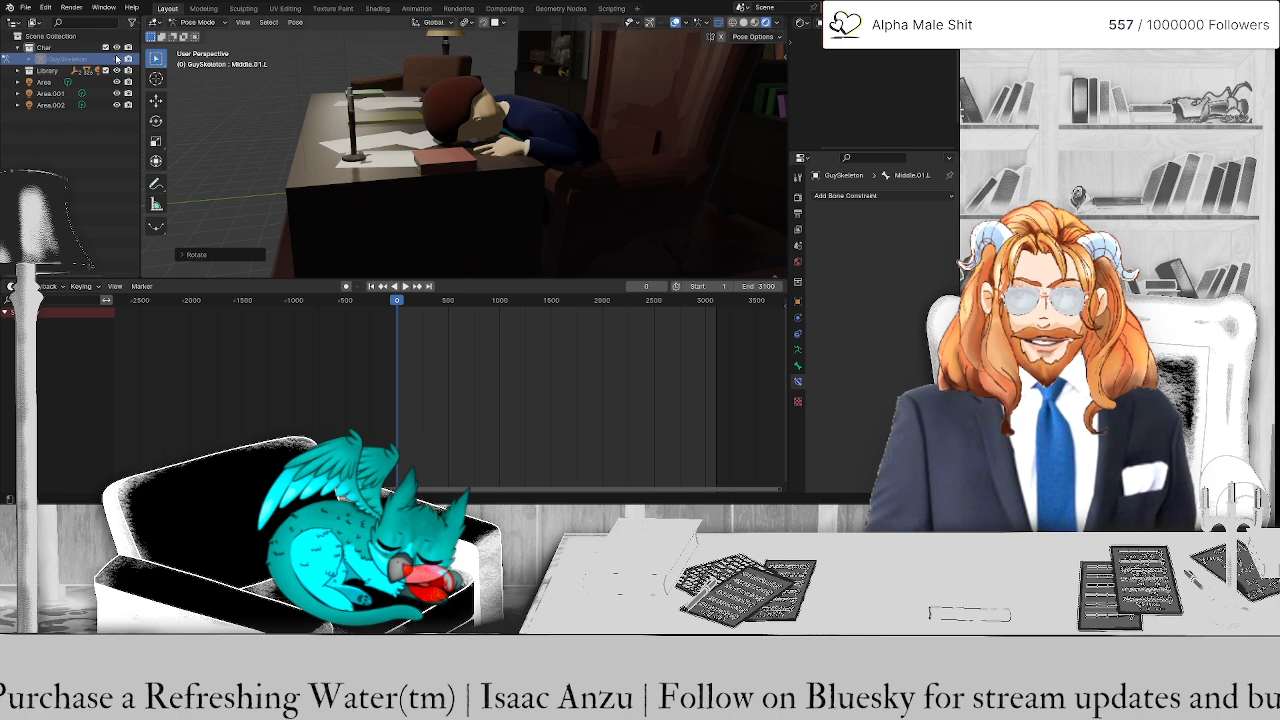 File Edit Render Window Help
Layout Modeling Sculpting UV Editing Texture Paint Shading Animation Rendering Compositing Geometry Nodes Scripting +
Scene
Pose Mode View Select Pose Global
Pose Options
Scene Collection
Char
GuySkeleton
Library
Area
Area.001
Area.002
User Perspective
(0) GuySkeleton : Middle.01.L
Rotate
GuySkeleton > Middle.01.L
Add Bone Constraint
Keying View Marker
0 Start 1 End 3100
-2500 -2000 -1500 -1000 -500 0 500 1000 1500 2000 2500 3000 3500
Alpha Male Shit 557 / 1000000 Followers
Purchase a Refreshing Water(tm) | Isaac Anzu | Follow on Bluesky for stream updates and bu